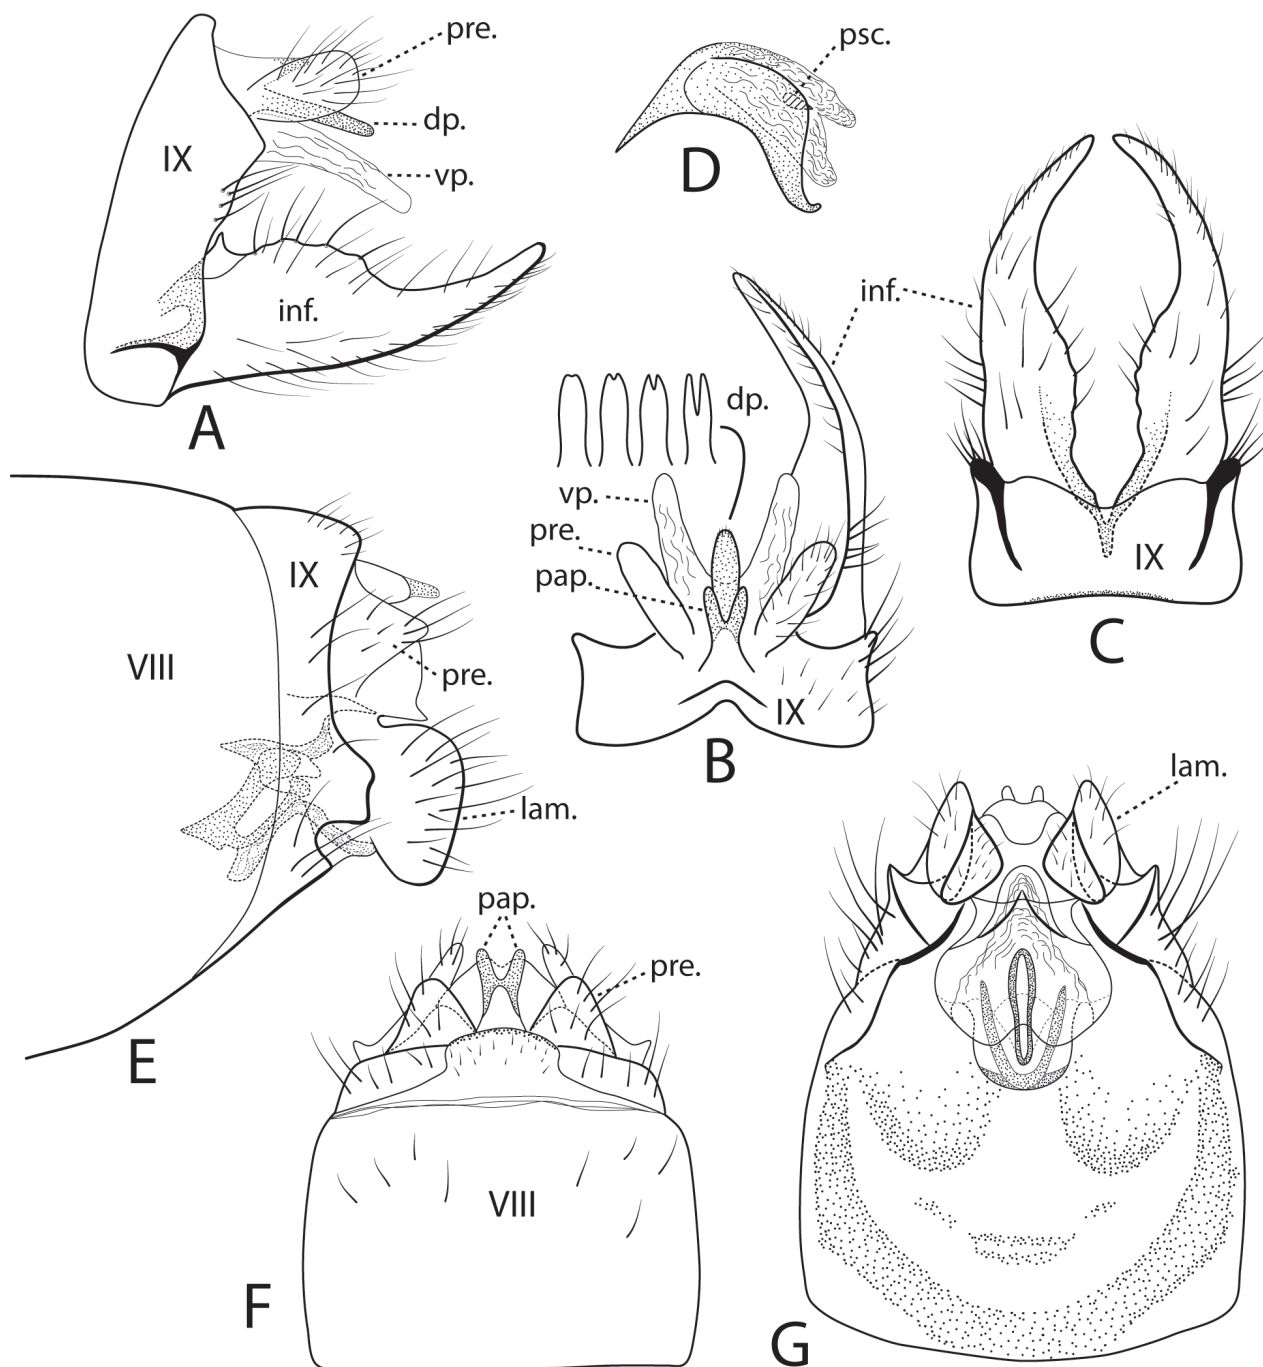 pre.
dp.
vp.
IX
inf.
A
psc.
D
inf.
dp.
vp.
pre.
pap.
IX
B
IX
C
IX
VIII
pre.
lam.
E
pap.
pre.
VIII
F
lam.
G